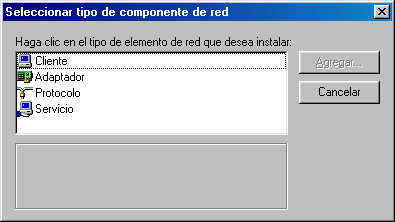 Seleccionar tipo de componente de red
Haga clic en el tipo de elemento de red que desea instalar:
Cliente
Adaptador
Protocolo
Servicio
Agregar...
Cancelar